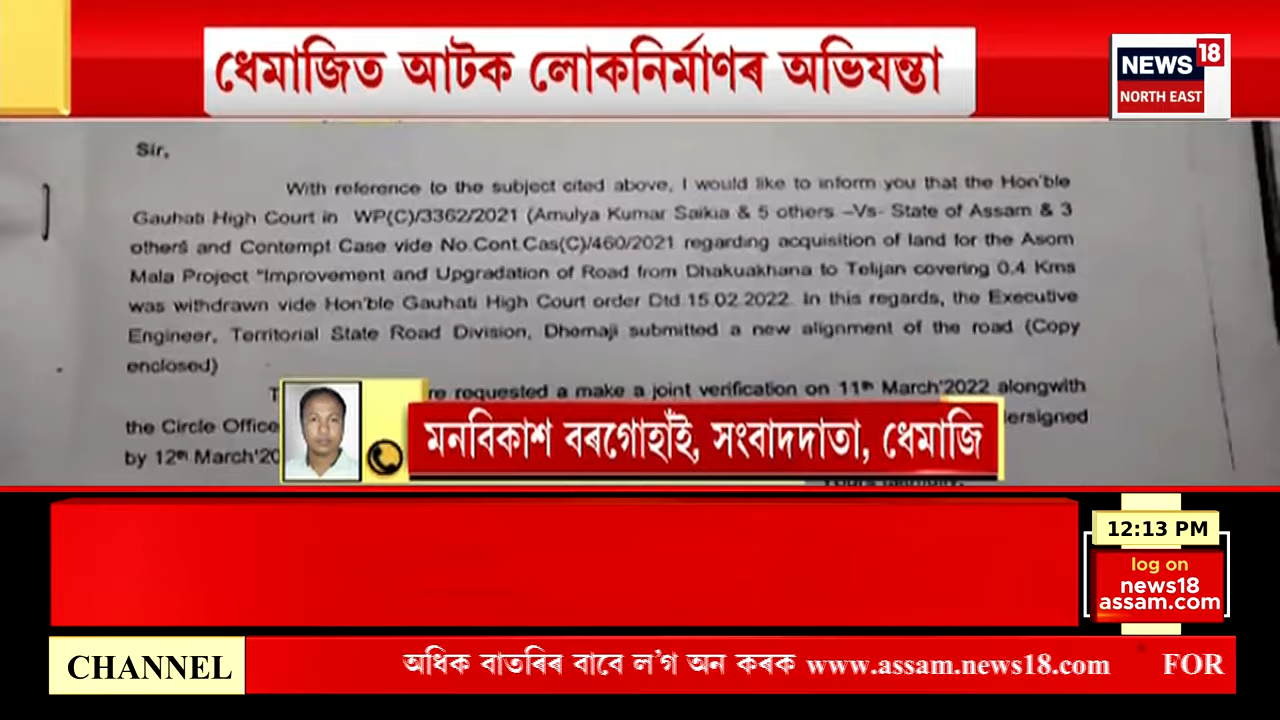 ধেমাজিত আটক লোকনিৰ্মাণৰ অভিযন্তা
NEWS 18
NORTH EAST
Sir,
With reference to the subject cited above, I would like to inform you that the Hon'ble
Gauhati High Court in WP(C)/3362/2021 (Amulya Kumar Saikia & 5 others –Vs- State of Assam & 3
others and Contempt Case vide No.Cont.Cas(C)/460/2021 regarding acquisition of land for the Asom
Mala Project "Improvement and Upgradation of Road from Dhakuakhana to Telijan covering 0.4 Kms
was withdrawn vide Hon'ble Gauhati High Court order Dtd.15.02.2022. In this regards, the Executive
Engineer, Territorial State Road Division, Dhemaji submitted a new alignment of the road (Copy
enclosed)
requested a make a joint verification on 11th March'2022 alongwith
the Circle Office
by 12th March'20
মনবিকাশ বৰগোহাঁই, সংবাদদাতা, ধেমাজি
12:13 PM
log on
news18
assam.com
CHANNEL অধিক বাতৰিৰ বাবে ল'গ অন কৰক www.assam.news18.com FOR